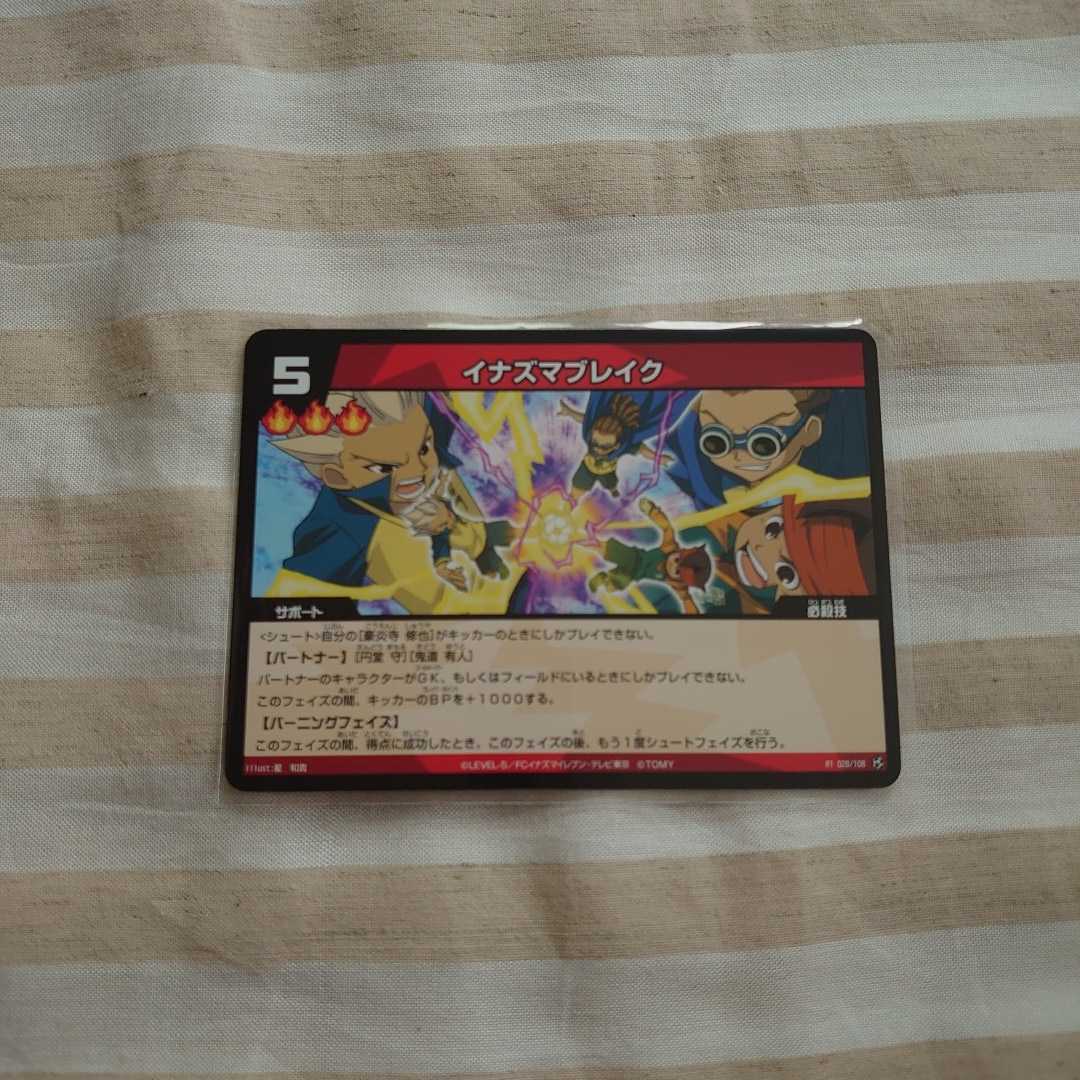 5
イナズマブレイク
サポート
必殺技
<シュート>自分の[豪炎寺 修也]がキッカーのときにしかプレイできない。
【パートナー】[円堂 守][鬼道 有人]
パートナーのキャラクターがGK、もしくはフィールドにいるときにしかプレイできない。
このフェイズの間、キッカーのBPを+1000する。
【バーニングフェイズ】
このフェイズの間、得点に成功したとき、このフェイズの後、もう1度シュートフェイズを行う。
©LEVEL-5/FCイナズマイレブン・テレビ東京 ©TOMY
028/108